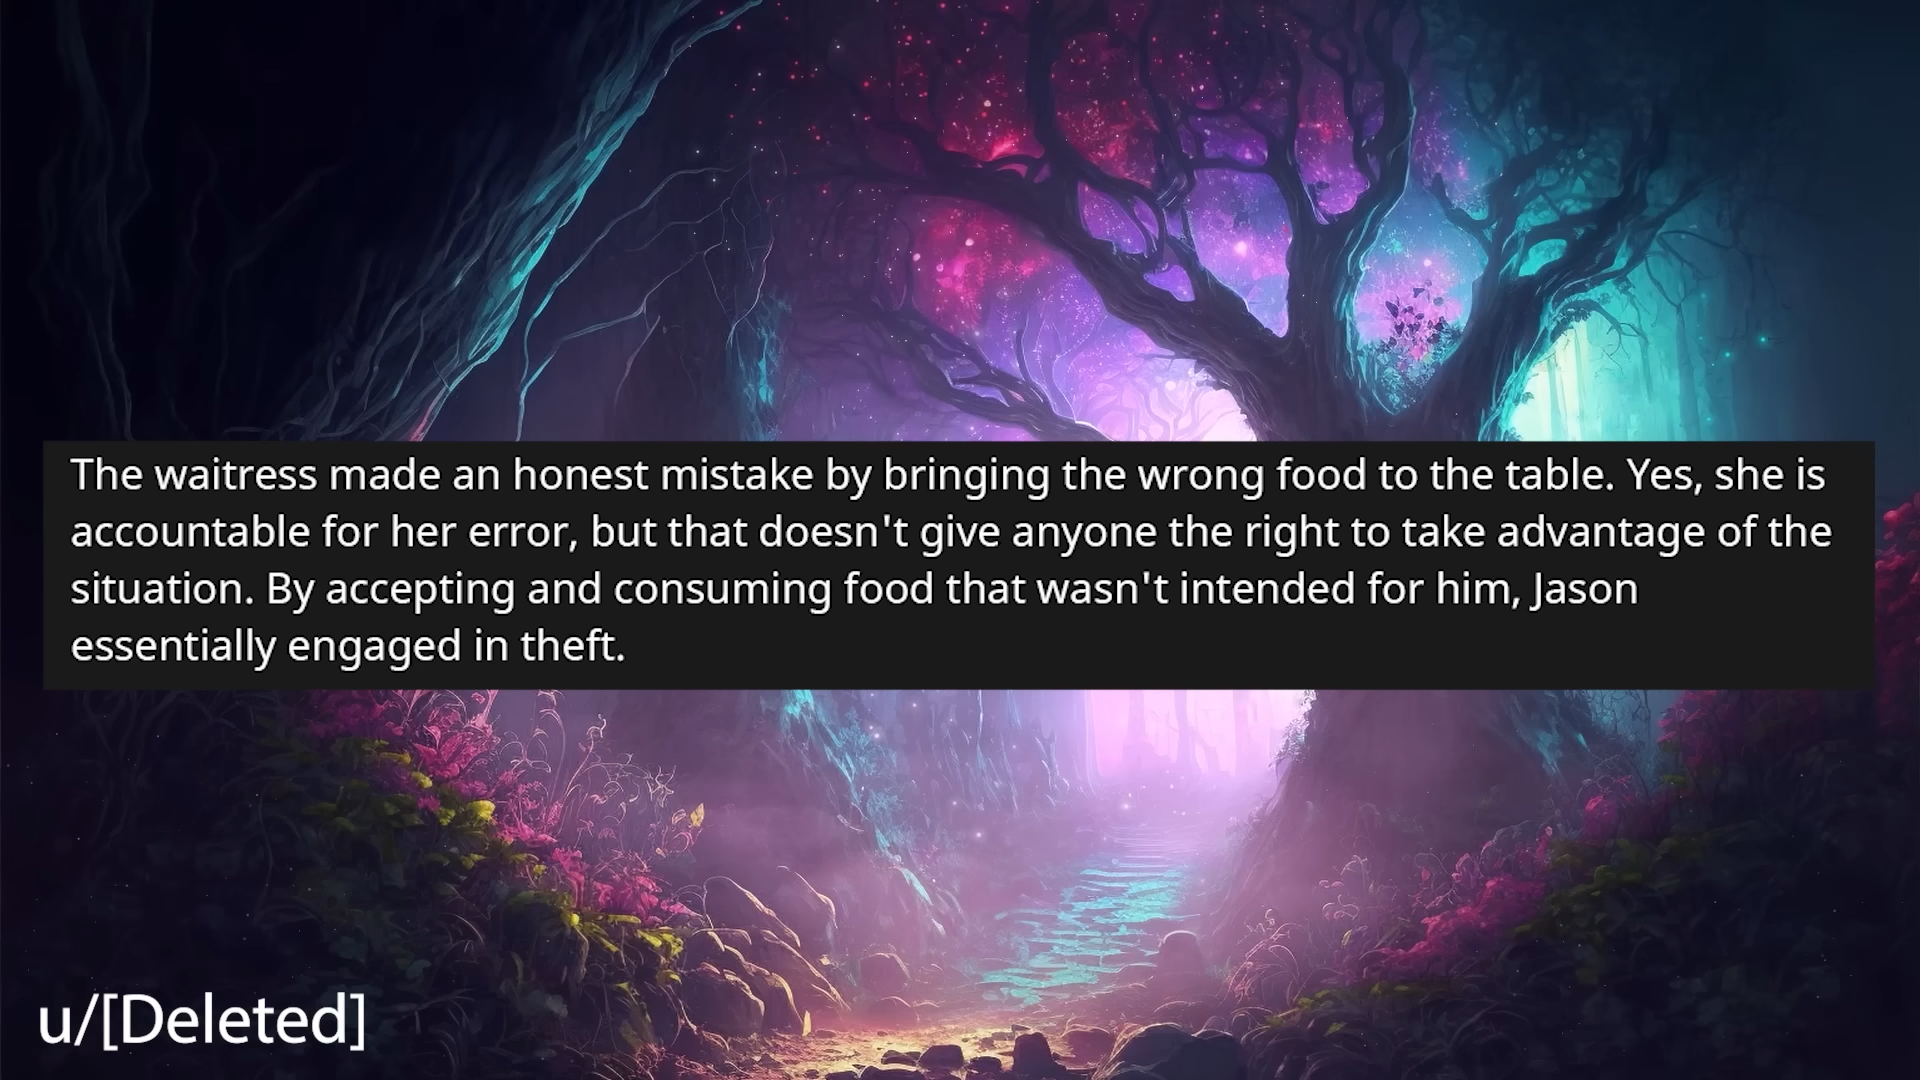 The waitress made an honest mistake by bringing the wrong food to the table. Yes, she is
accountable for her error, but that doesn't give anyone the right to take advantage of the
situation. By accepting and consuming food that wasn't intended for him, Jason
essentially engaged in theft.
u/[Deleted]